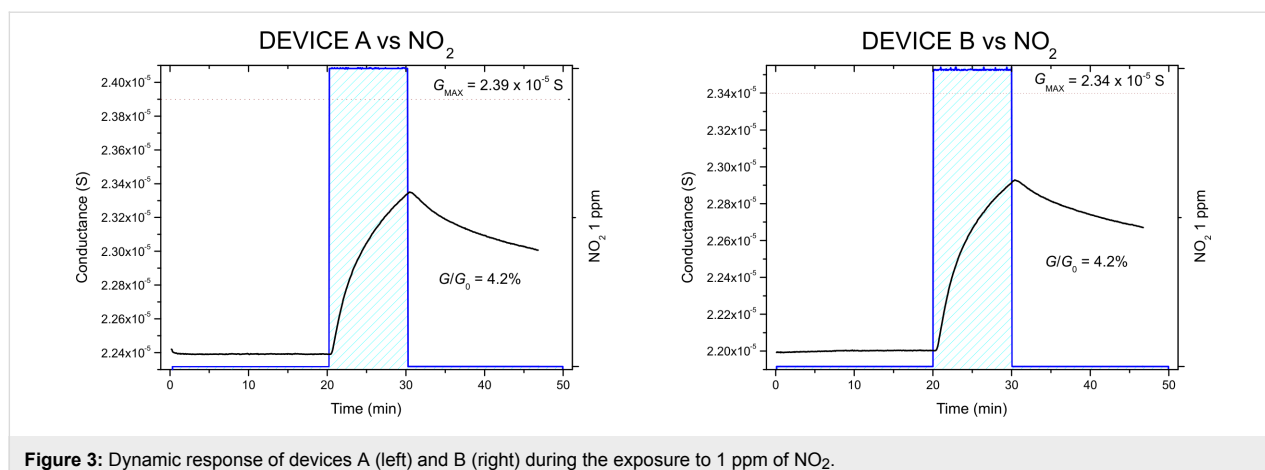 DEVICE A vs NO₂
G_MAX = 2.39 x 10⁻⁵ S
2.40x10⁻⁵
2.38x10⁻⁵
2.36x10⁻⁵
2.34x10⁻⁵
2.32x10⁻⁵
2.30x10⁻⁵
2.28x10⁻⁵
2.26x10⁻⁵
2.24x10⁻⁵
Conductance (S)
NO₂ 1 ppm
G/G₀ = 4.2%
0 10 20 30 40 50
Time (min)
DEVICE B vs NO₂
G_MAX = 2.34 x 10⁻⁵ S
2.34x10⁻⁵
2.32x10⁻⁵
2.30x10⁻⁵
2.28x10⁻⁵
2.26x10⁻⁵
2.24x10⁻⁵
2.22x10⁻⁵
2.20x10⁻⁵
Conductance (S)
NO₂ 1 ppm
G/G₀ = 4.2%
0 10 20 30 40 50
Time (min)
Figure 3: Dynamic response of devices A (left) and B (right) during the exposure to 1 ppm of NO₂.